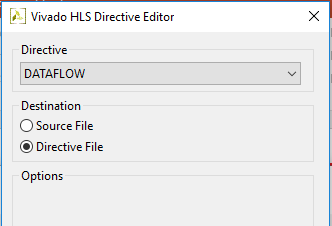 Vivado HLS Directive Editor
Directive
DATAFLOW
Destination
Source File
Directive File
Options